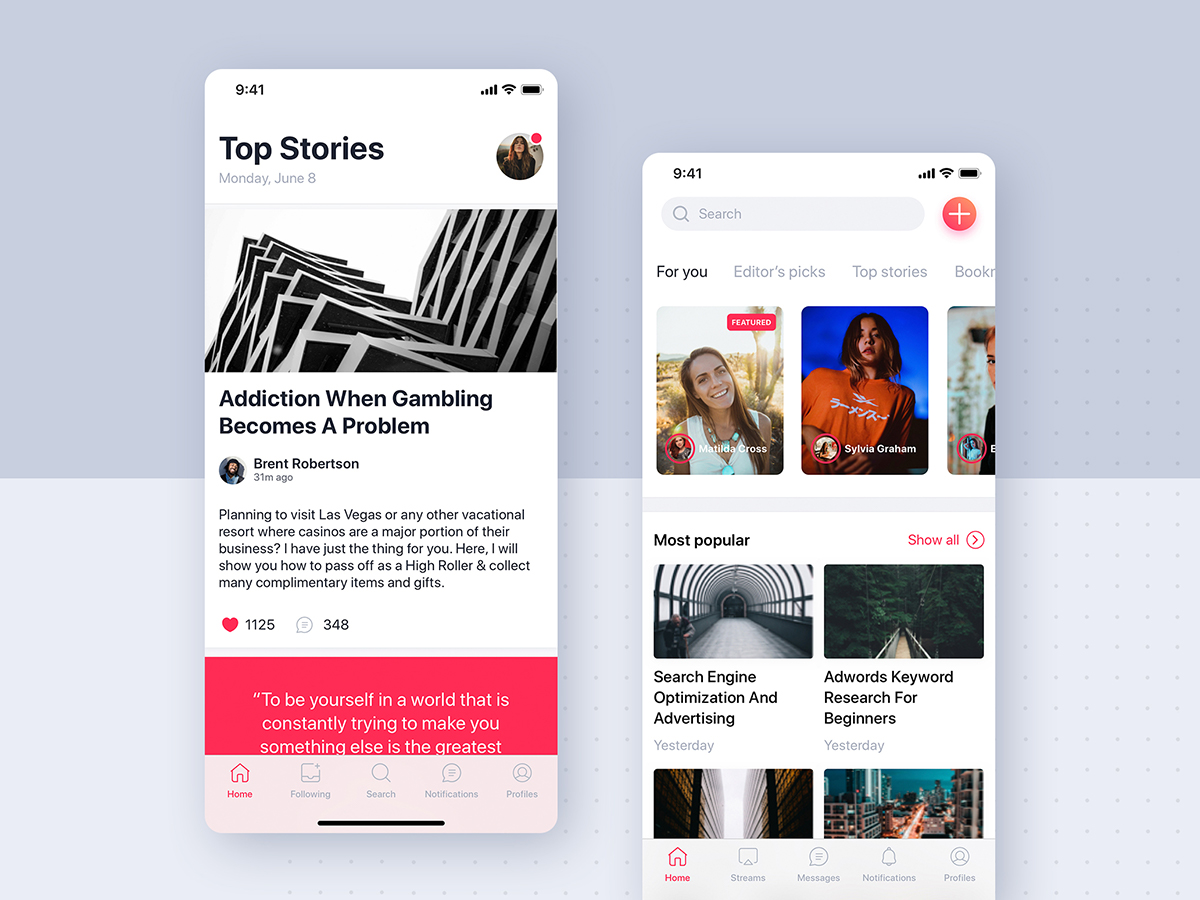 9:41
Top Stories
Monday, June 8
Addiction When Gambling
Becomes A Problem
Brent Robertson
31m ago
Planning to visit Las Vegas or any other vacational
resort where casinos are a major portion of their
business? I have just the thing for you. Here, I will
show you how to pass off as a High Roller & collect
many complimentary items and gifts.
1125 348
“To be yourself in a world that is
constantly trying to make you
something else is the greatest
Home Following Search Notifications Profiles
9:41
Search
For you Editor’s picks Top stories Bookr
FEATURED
ラーメンズー
Matilda Cross Sylvia Graham E
Most popular Show all
Search Engine
Optimization And
Advertising
Yesterday
Adwords Keyword
Research For
Beginners
Yesterday
Home Streams Messages Notifications Profiles